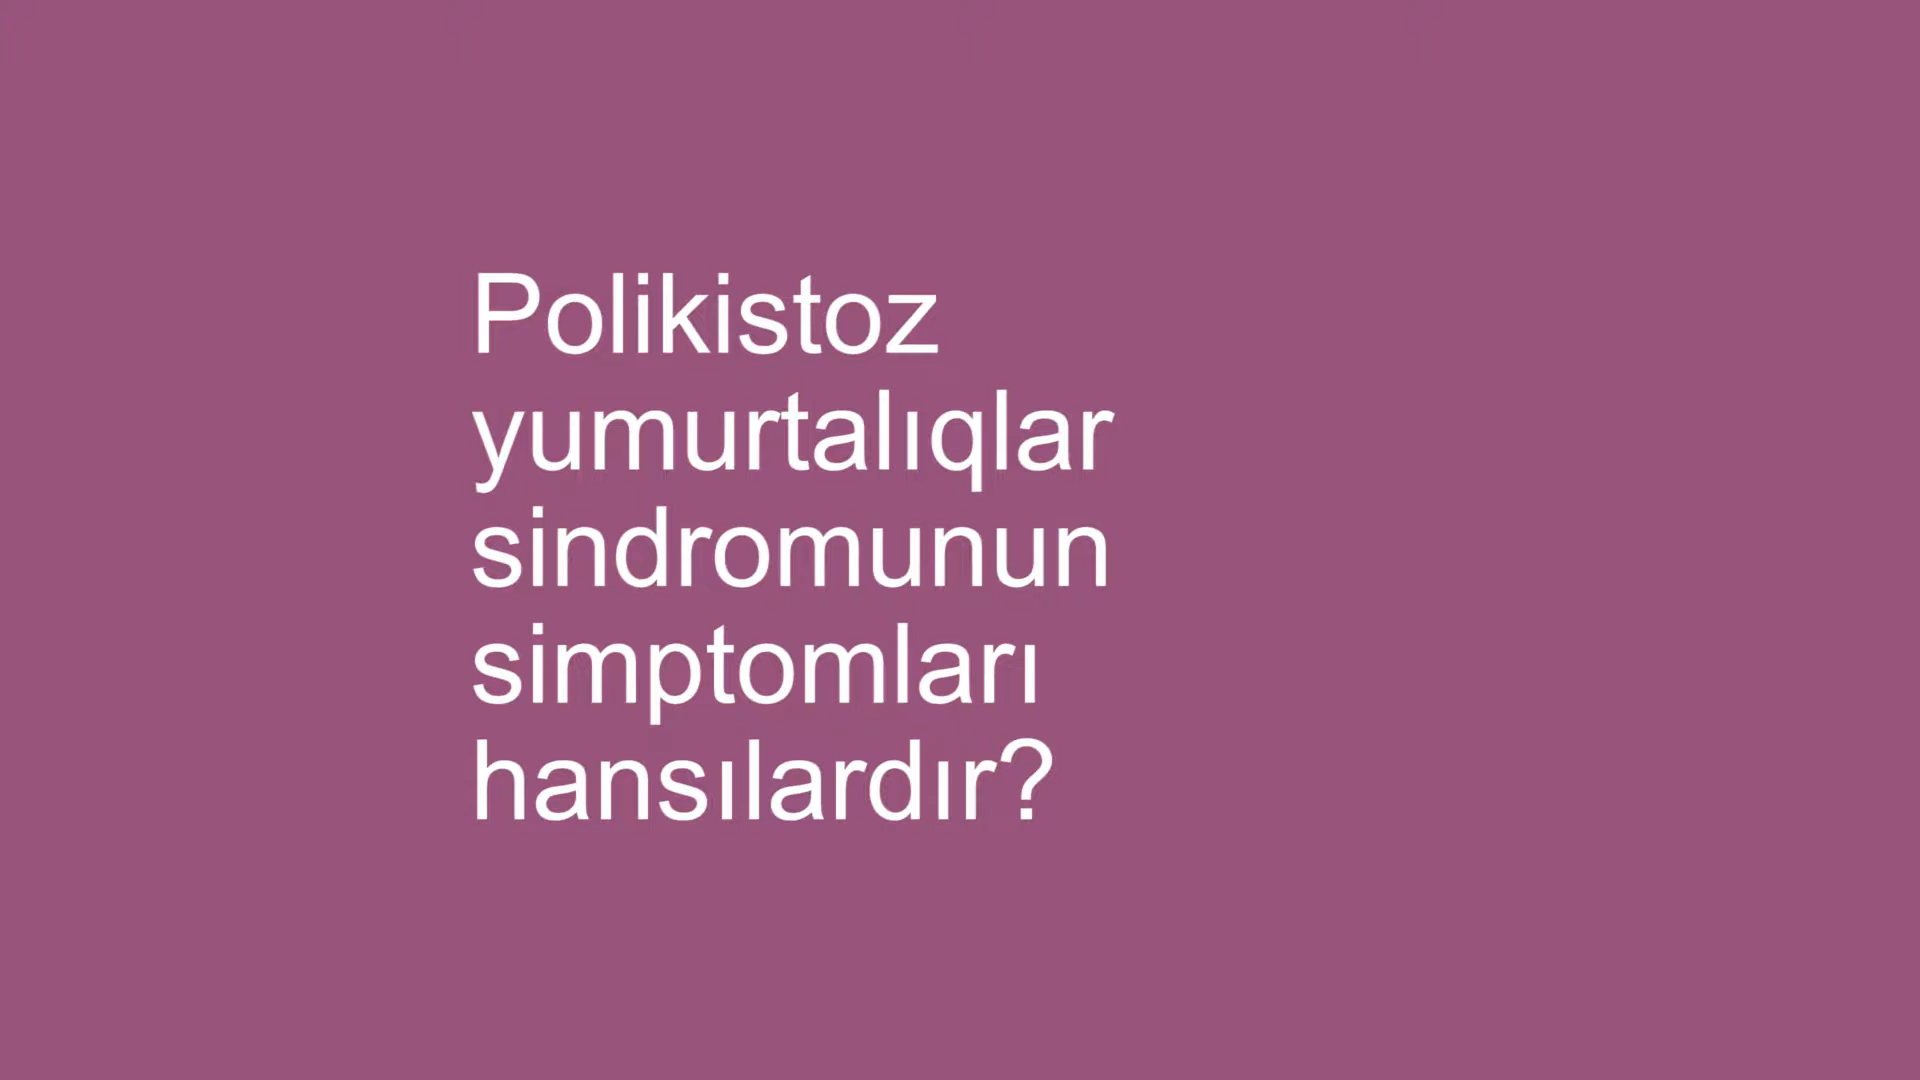 Polikistoz
yumurtalıqlar
sindromunun
simptomları
hansılardır?